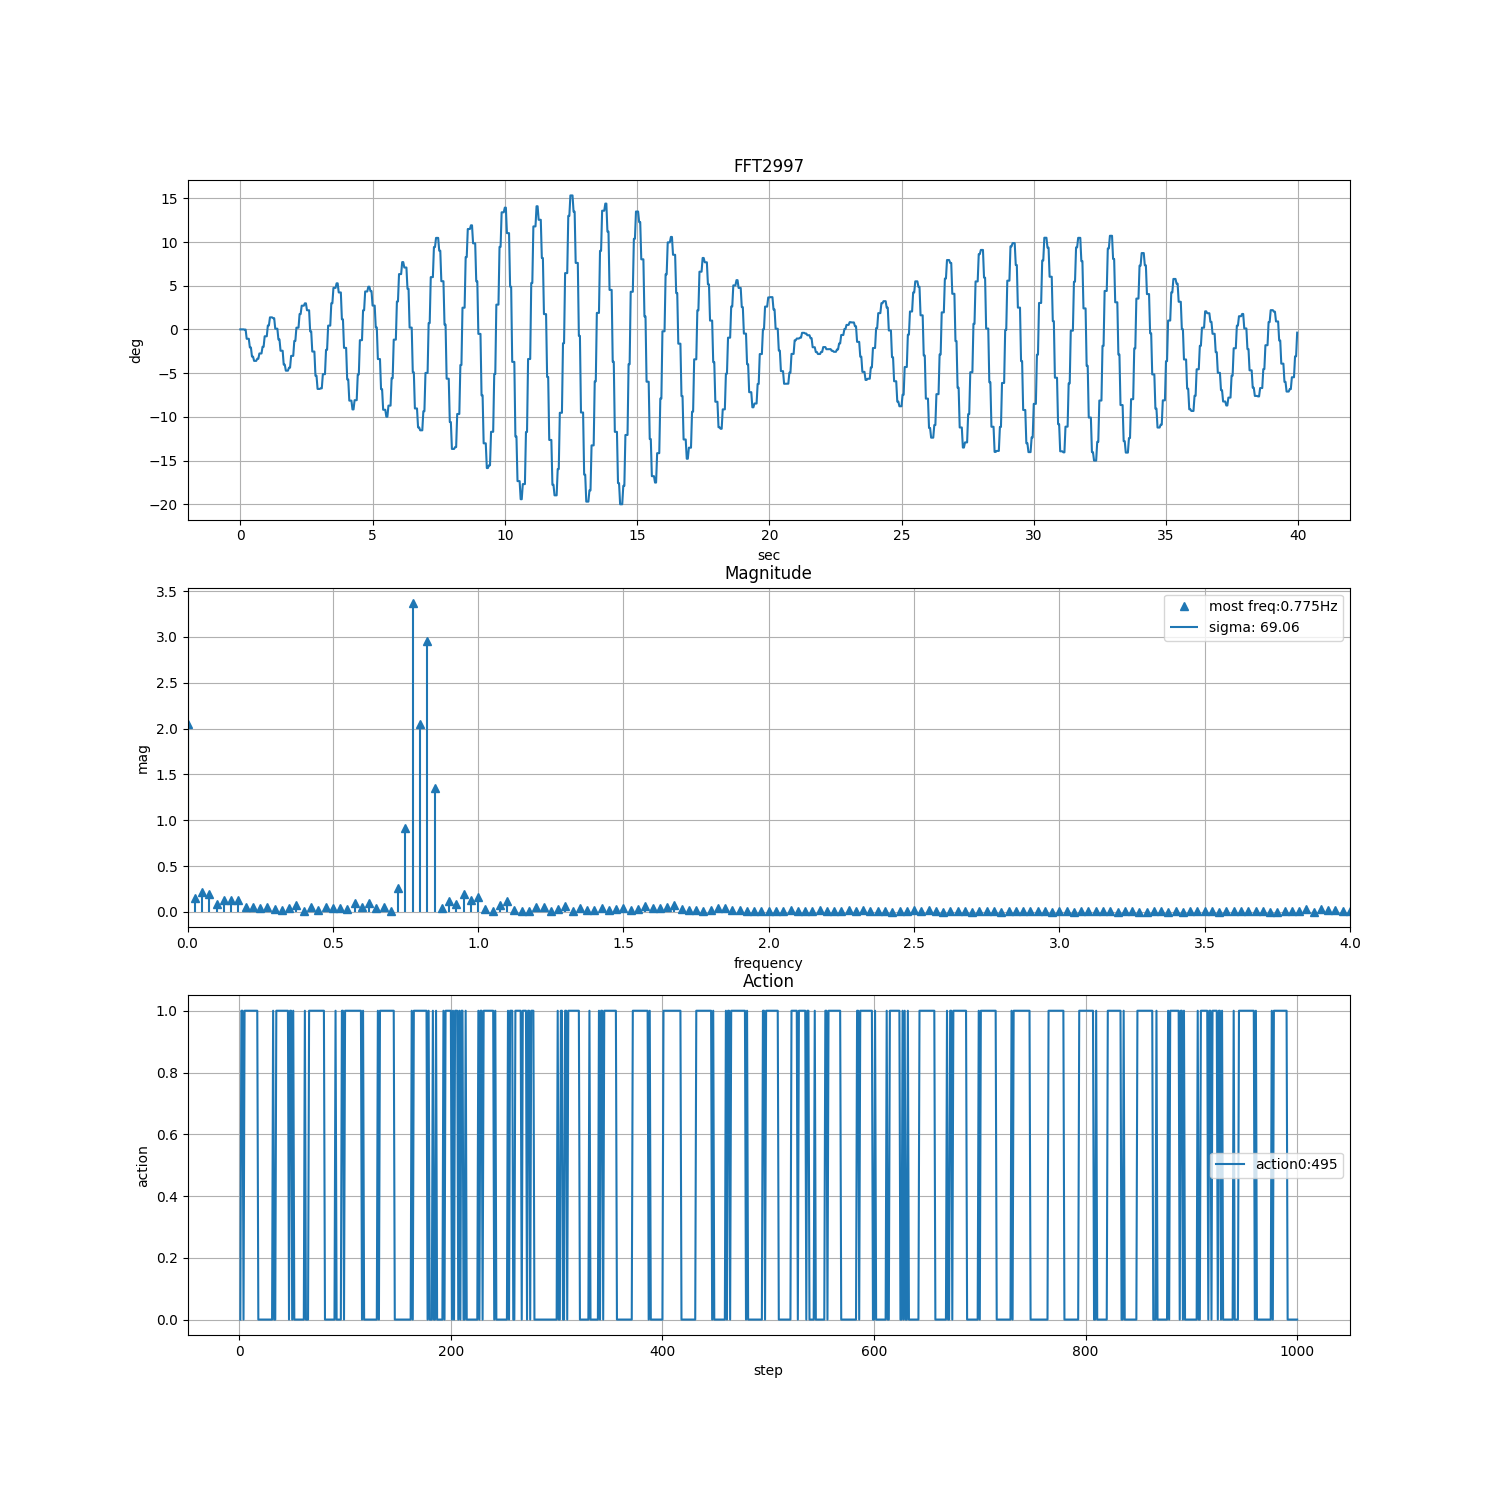 FFT2997
15
10
5
0
−5
−10
−15
−20
deg
0 5 10 15 20 25 30 35 40
sec
Magnitude
3.5
3.0
2.5
2.0
1.5
1.0
0.5
0.0
mag
most freq:0.775Hz
sigma: 69.06
0.0 0.5 1.0 1.5 2.0 2.5 3.0 3.5 4.0
frequency
Action
1.0
0.8
0.6
0.4
0.2
0.0
action
action0:495
0 200 400 600 800 1000
step